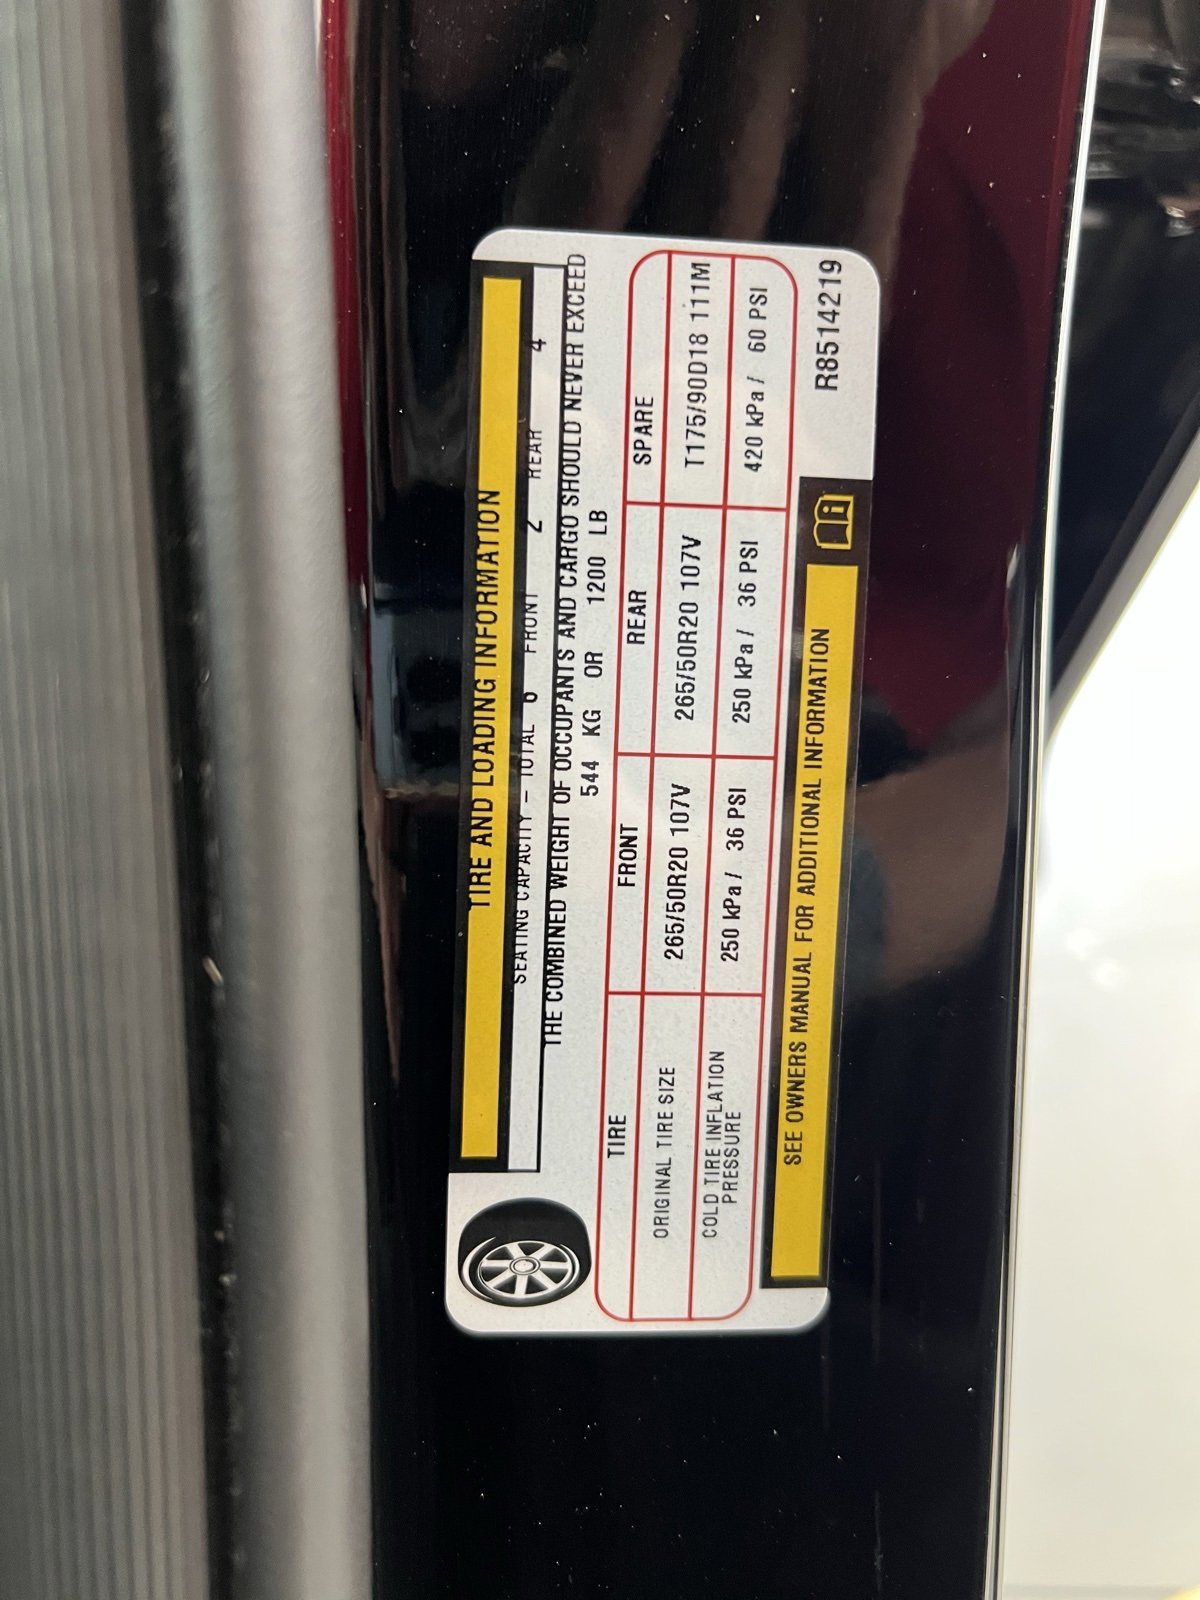 TIRE AND LOADING INFORMATION
SEATING CAPACITY – TOTAL 6 FRONT 2 REAR 4
THE COMBINED WEIGHT OF OCCUPANTS AND CARGO SHOULD NEVER EXCEED
544 KG OR 1200 LB
TIRE FRONT REAR SPARE
ORIGINAL TIRE SIZE 265/50R20 107V 265/50R20 107V T175/90D18 111M
COLD TIRE INFLATION PRESSURE 250 kPa / 36 PSI 250 kPa / 36 PSI 420 kPa / 60 PSI
SEE OWNERS MANUAL FOR ADDITIONAL INFORMATION
R8514219